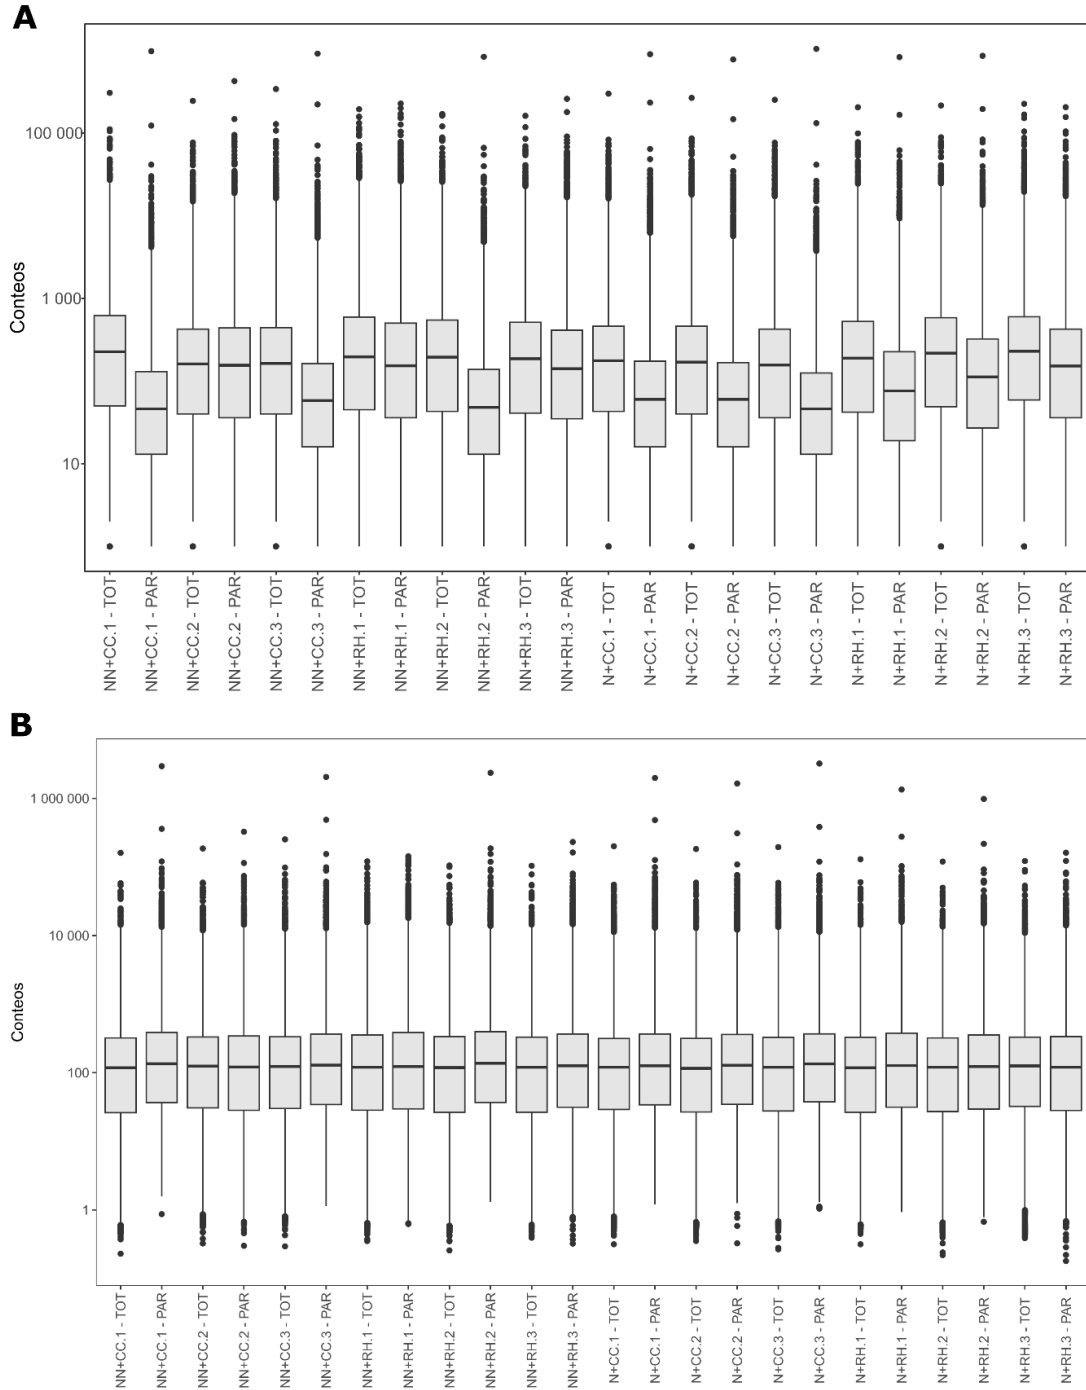 A
Conteos
100 000
1 000
10
NN+CC.1 - TOT
NN+CC.1 - PAR
NN+CC.2 - TOT
NN+CC.2 - PAR
NN+CC.3 - TOT
NN+CC.3 - PAR
NN+RH.1 - TOT
NN+RH.1 - PAR
NN+RH.2 - TOT
NN+RH.2 - PAR
NN+RH.3 - TOT
NN+RH.3 - PAR
N+CC.1 - TOT
N+CC.1 - PAR
N+CC.2 - TOT
N+CC.2 - PAR
N+CC.3 - TOT
N+CC.3 - PAR
N+RH.1 - TOT
N+RH.1 - PAR
N+RH.2 - TOT
N+RH.2 - PAR
N+RH.3 - TOT
N+RH.3 - PAR
B
Conteos
1 000 000
10 000
100
1
NN+CC.1 - TOT
NN+CC.1 - PAR
NN+CC.2 - TOT
NN+CC.2 - PAR
NN+CC.3 - TOT
NN+CC.3 - PAR
NN+RH.1 - TOT
NN+RH.1 - PAR
NN+RH.2 - TOT
NN+RH.2 - PAR
NN+RH.3 - TOT
NN+RH.3 - PAR
N+CC.1 - TOT
N+CC.1 - PAR
N+CC.2 - TOT
N+CC.2 - PAR
N+CC.3 - TOT
N+CC.3 - PAR
N+RH.1 - TOT
N+RH.1 - PAR
N+RH.2 - TOT
N+RH.2 - PAR
N+RH.3 - TOT
N+RH.3 - PAR